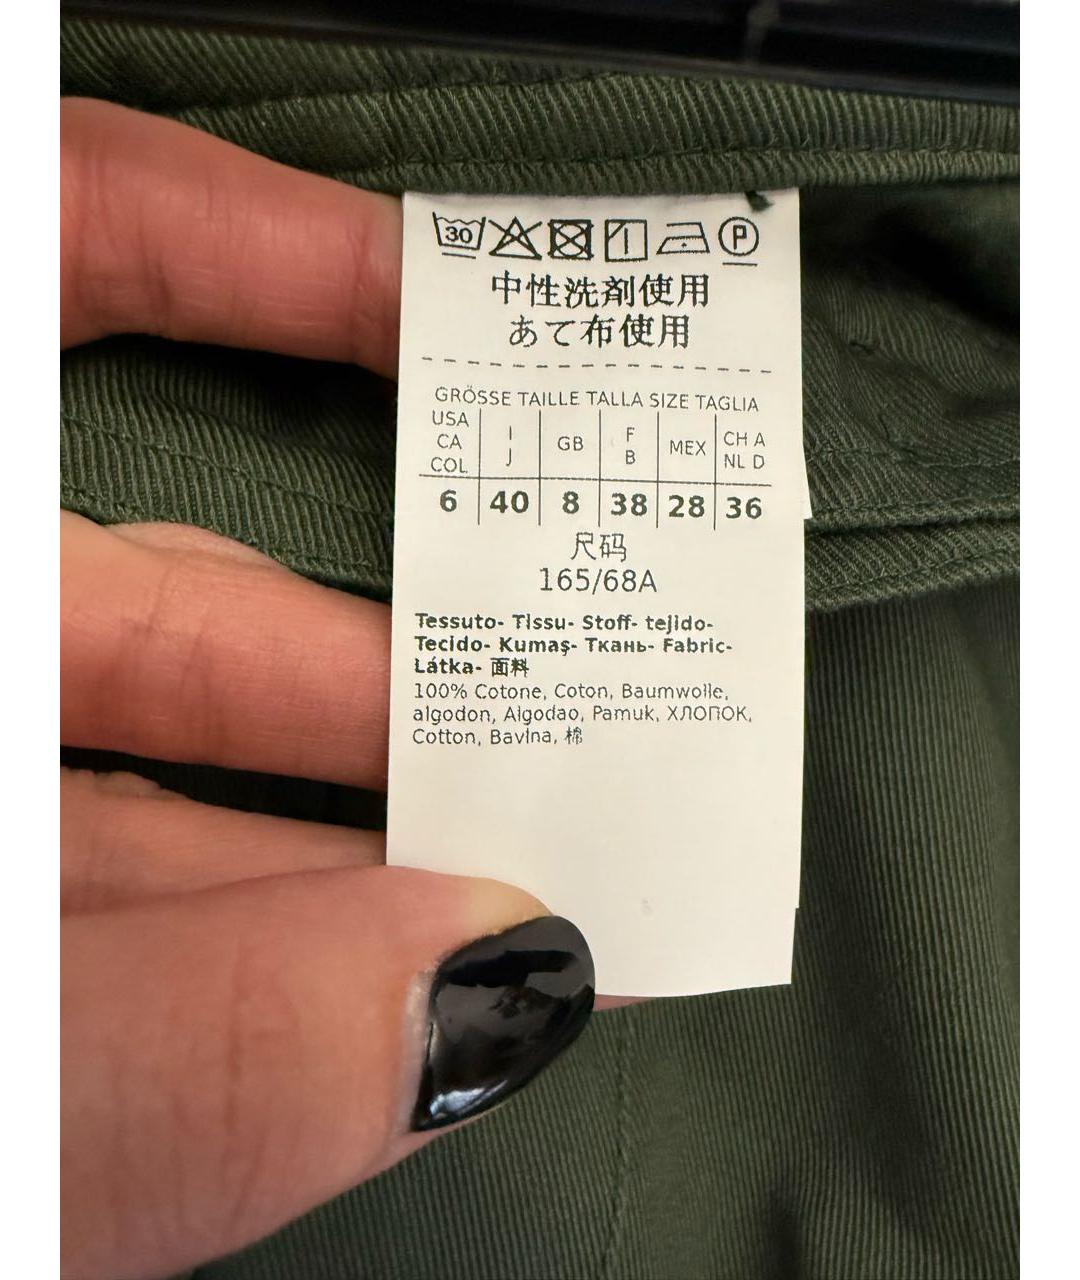 30 P
中性洗剤使用
あて布使用
GRÖSSE TAILLE TALLA SIZE TAGLIA
USA CA COL | I J | GB | F B | MEX | CH A NL D
6 | 40 | 8 | 38 | 28 | 36
尺码
165/68A
Tessuto- Tissu- Stoff- tejido-
Tecido- Kumaş- Ткань- Fabric-
Látka- 面料
100% Cotone, Coton, Baumwolle,
algodon, Algodao, Pamuk, ХЛОПОК,
Cotton, Bavlna, 棉